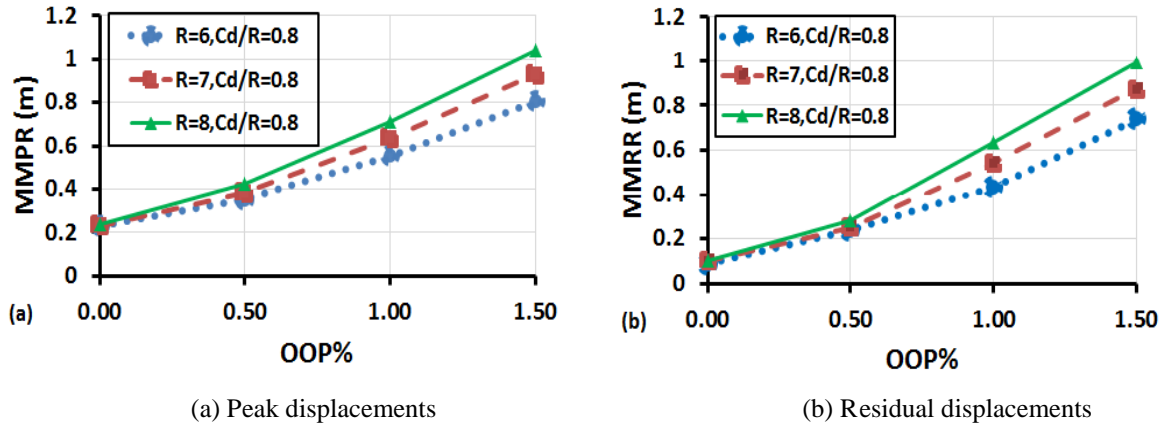 1.2
1
0.8
0.6
0.4
0.2
0
MMPR (m)
R=6,Cd/R=0.8
R=7,Cd/R=0.8
R=8,Cd/R=0.8
(a)
0.00 0.50 1.00 1.50
OOP%
1.2
1
0.8
0.6
0.4
0.2
0
MMRR (m)
R=6,Cd/R=0.8
R=7,Cd/R=0.8
R=8,Cd/R=0.8
(b)
0.00 0.50 1.00 1.50
OOP%
(a) Peak displacements
(b) Residual displacements